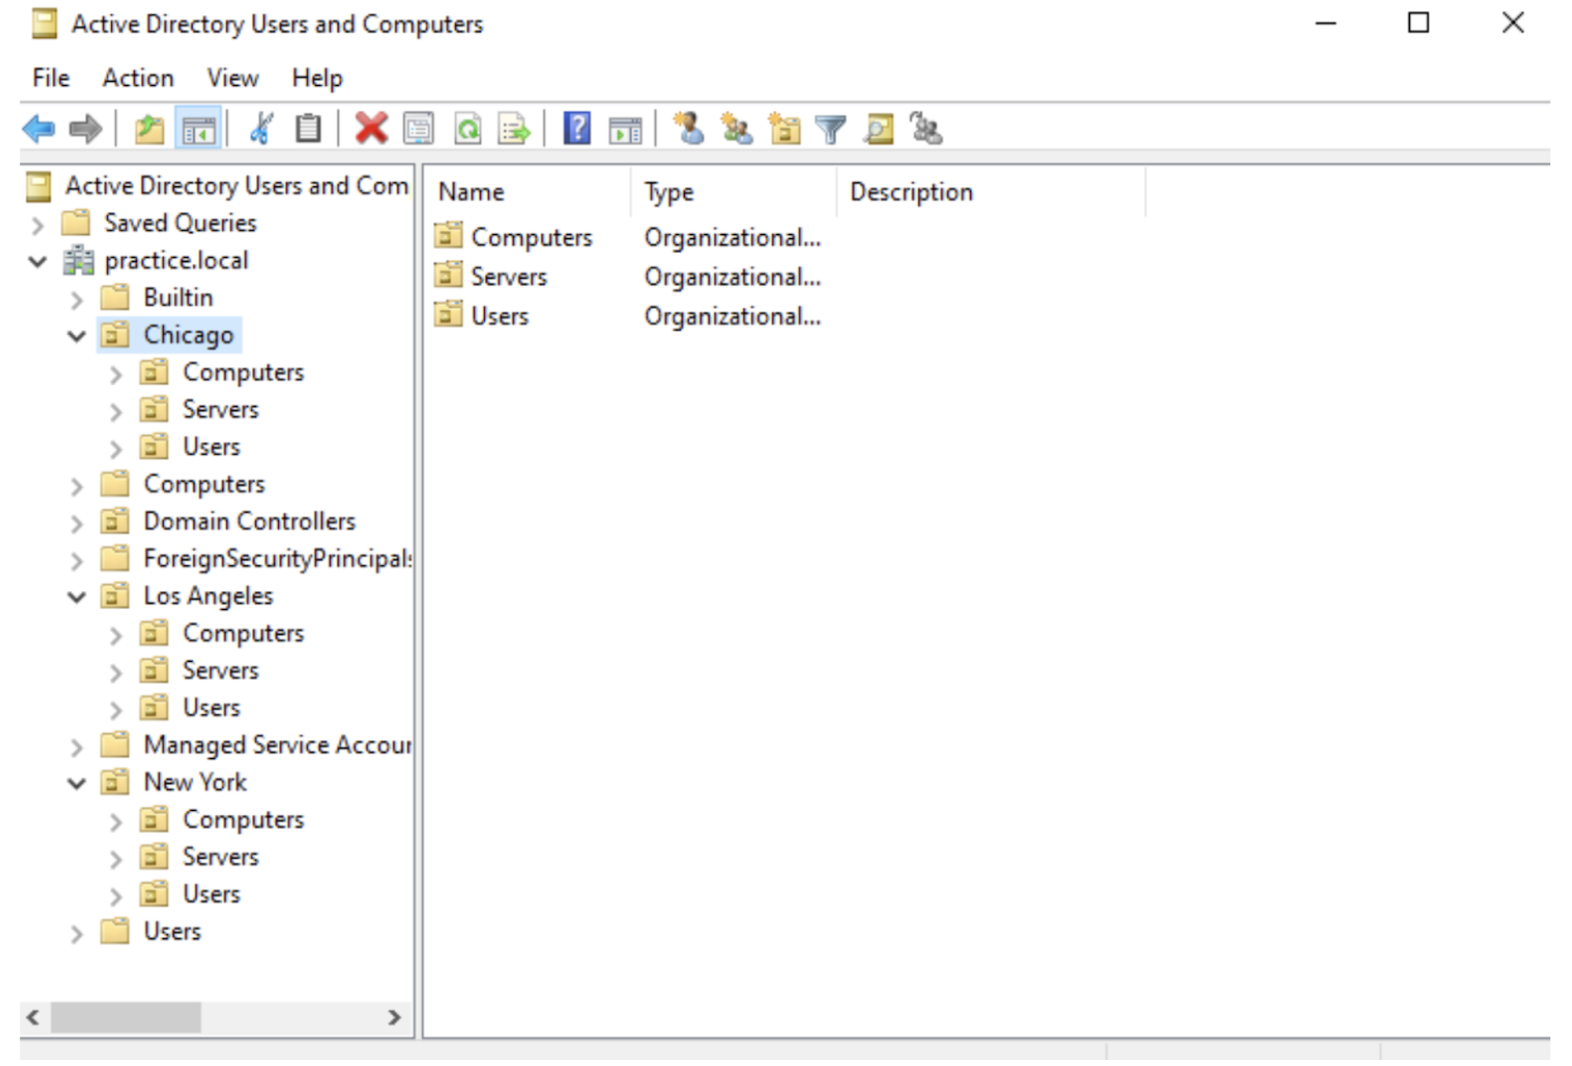 Active Directory Users and Computers
File Action View Help
Active Directory Users and Com
Saved Queries
practice.local
Builtin
Chicago
Computers
Servers
Users
Computers
Domain Controllers
ForeignSecurityPrincipals
Los Angeles
Computers
Servers
Users
Managed Service Accour
New York
Computers
Servers
Users
Users
Name Type Description
Computers Organizational...
Servers Organizational...
Users Organizational...